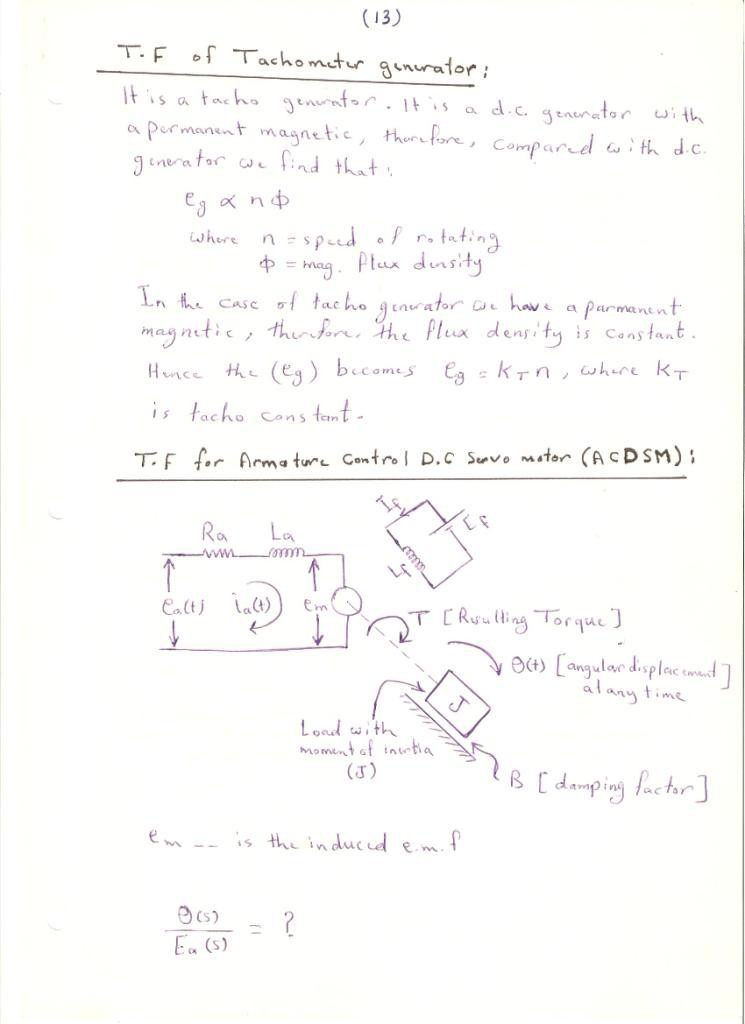 (13)
T.F of Tachometer generator:
It is a tacho generator. It is a d.c. generator with
a permanent magnetic, therefore, compared with d.c.
generator we find that:
eg ∝ nΦ
where n = speed of rotating
Φ = mag. flux density
In the case of tacho generator we have a parmanent
magnetic, therefore, the flux density is constant.
Hence the (eg) becomes eg = KT n, where KT
is tacho constant.
T.F for Armature Control D.C Servo motor (ACDSM):
If
Ef
Lf
Ra La
ea(t) ia(t) em
T [Resulting Torque]
θ(t) [angular displacement]
at any time
J
Load with
moment of inertia
(J)
B [damping factor]
em -- is the induced e.m.f
θ(s)
Ea(s) = ?